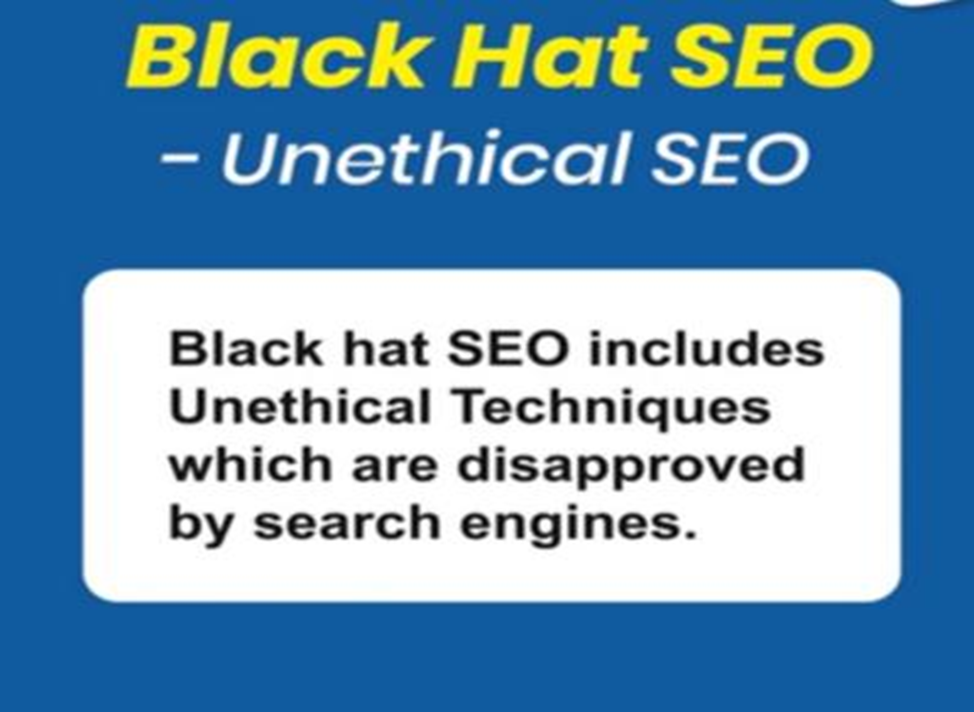 Black Hat SEO
- Unethical SEO
Black hat SEO includes
Unethical Techniques
which are disapproved
by search engines.